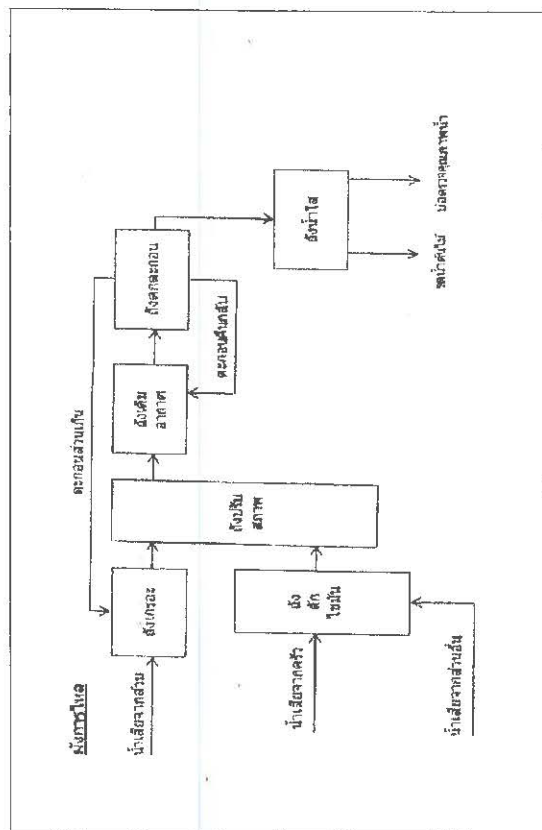 ผังการไหล
น้ำเสียจากส้วม
ถังเกรอะ
ตะกอนส่วนเกิน
น้ำเสียจากครัว
น้ำเสียจากส่วนอื่น
ถัง
ดัก
ไขมัน
ถังปรับ
สภาพ
ถังเติม
อากาศ
ตะกอนคืนกลับ
ถังตกตะกอน
ถังน้ำใส
รดน้ำต้นไม้
บ่อตรวจคุณภาพน้ำ